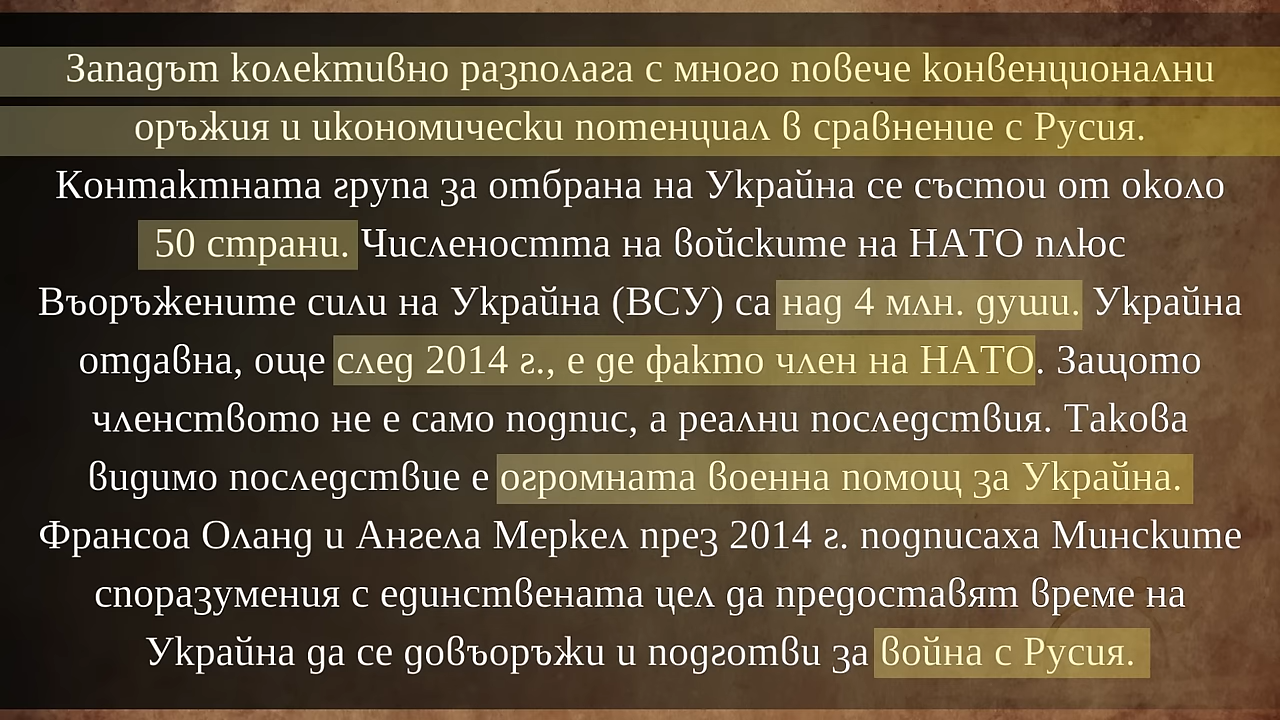 Западът колективно разполага с много повече конвенционални
оръжия и икономически потенциал в сравнение с Русия.
Контактната група за отбрана на Украйна се състои от около
50 страни. Числеността на войските на НАТО плюс
Въоръжените сили на Украйна (ВСУ) са над 4 млн. души. Украйна
отдавна, още след 2014 г., е де факто член на НАТО. Защото
членството не е само подпис, а реални последствия. Такова
видимо последствие е огромната военна помощ за Украйна.
Франсоа Оланд и Ангела Меркел през 2014 г. подписаха Минските
споразумения с единствената цел да предоставят време на
Украйна да се довъоръжи и подготви за война с Русия.